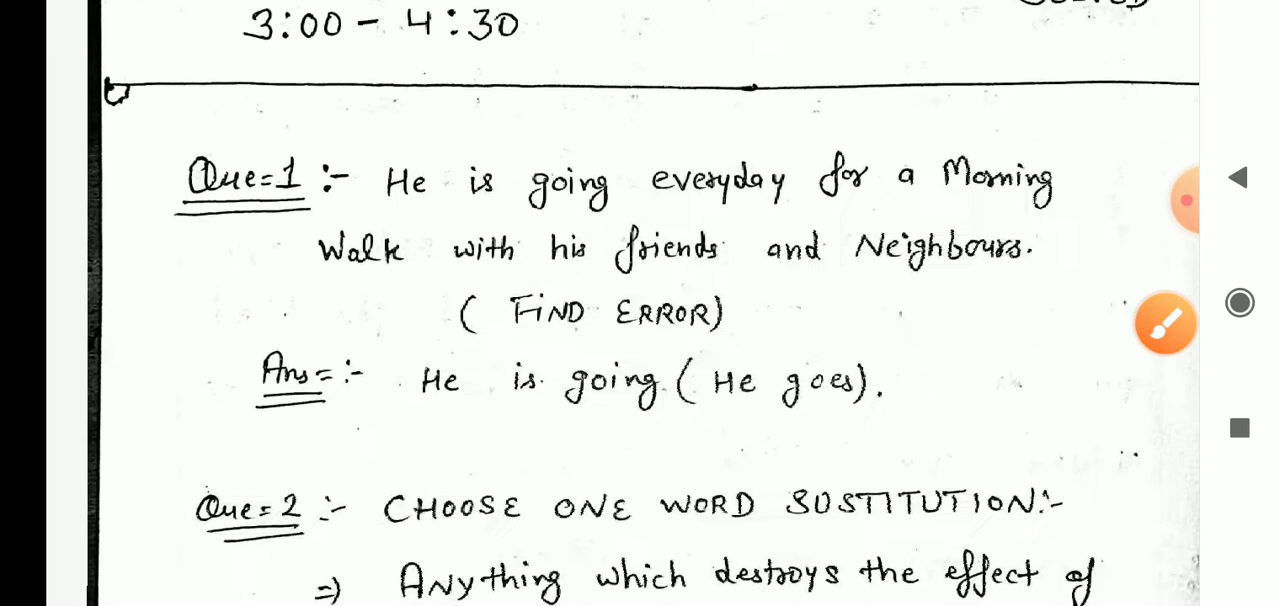 3:00 - 4:30
Que=1 :- He is going everyday for a Morning
Walk with his friends and Neighbours.
( FIND ERROR)
Ans= :- He is going (He goes).
Que=2 :- CHOOSE ONE WORD SUSTITUTION:-
=> Anything which destroys the effect of